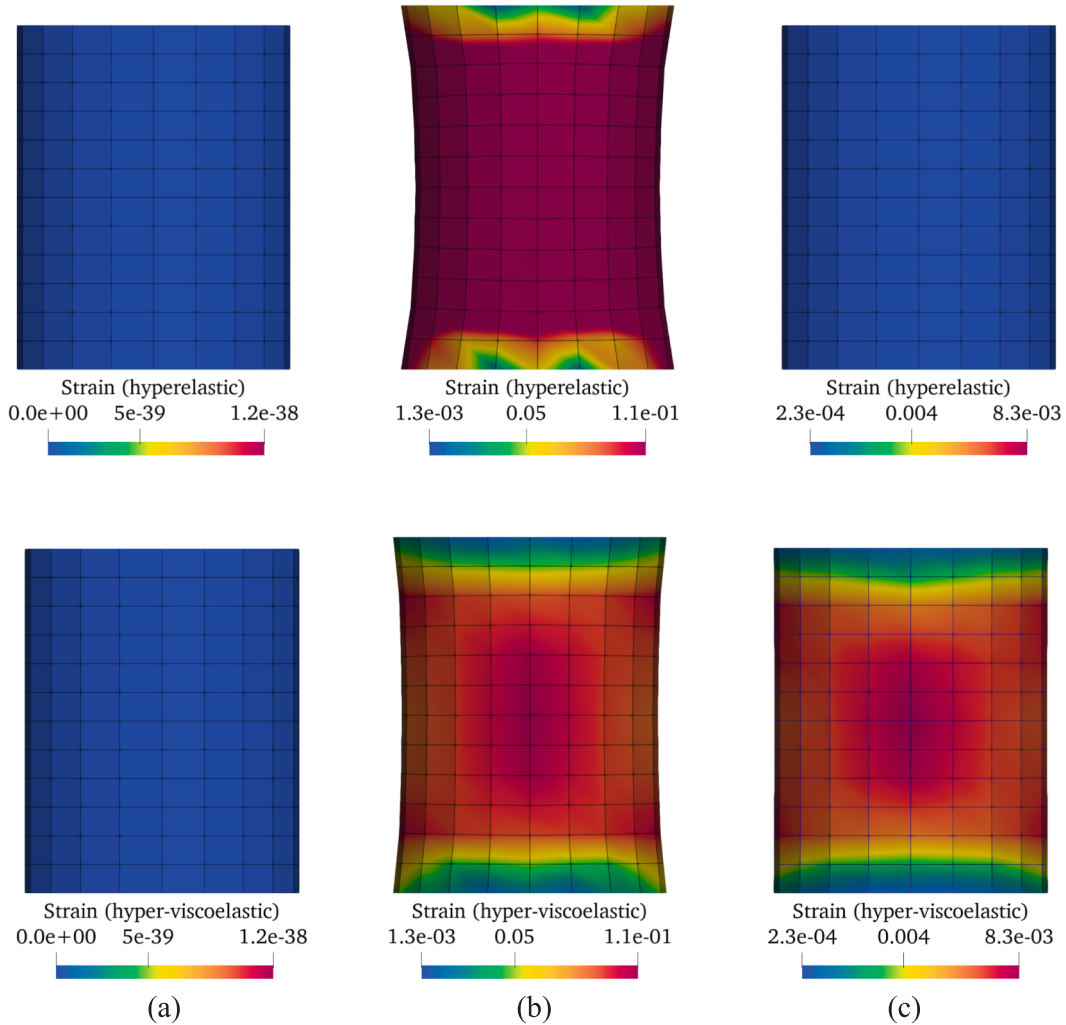 Strain (hyperelastic)
0.0e+00 5e-39 1.2e-38
Strain (hyperelastic)
1.3e-03 0.05 1.1e-01
Strain (hyperelastic)
2.3e-04 0.004 8.3e-03
Strain (hyper-viscoelastic)
0.0e+00 5e-39 1.2e-38
Strain (hyper-viscoelastic)
1.3e-03 0.05 1.1e-01
Strain (hyper-viscoelastic)
2.3e-04 0.004 8.3e-03
(a)
(b)
(c)